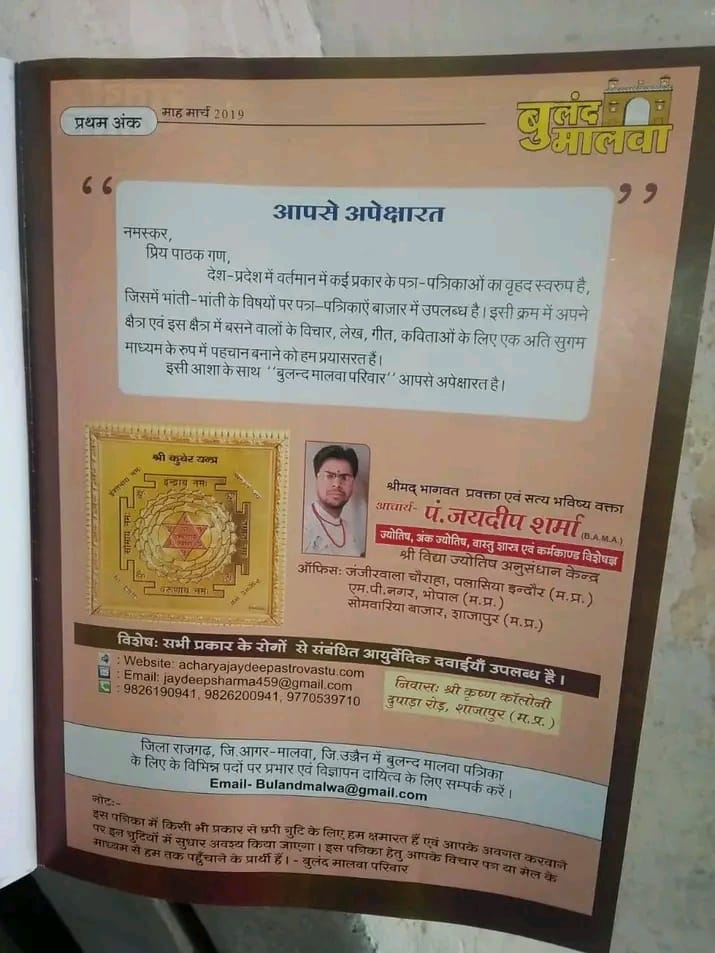 प्रथम अंक
माह मार्च 2019
बुलंद
मालवा
“ ”
आपसे अपेक्षारत
नमस्कर,
प्रिय पाठक गण,
देश-प्रदेश में वर्तमान में कई प्रकार के पत्रा-पत्रिकाओं का वृहद स्वरुप है,
जिसमें भांती-भांती के विषयों पर पत्रा-पत्रिकाऐं बाजार में उपलब्ध है। इसी क्रम में अपने
क्षैत्रा एवं इस क्षैत्रा में बसने वालों के विचार, लेख, गीत, कविताओं के लिए एक अति सुगम
माध्यम के रुप में पहचान बनाने को हम प्रयासरत हैं।
इसी आशा के साथ ‘‘बुलन्द मालवा परिवार’’ आपसे अपेक्षारत है।
श्री कुबेर यन्त्र
इन्द्राय नमः
वरुणाय नमः
श्रीमद् भागवत प्रवक्ता एवं सत्य भविष्य वक्ता
आचार्य- पं.जयदीप शर्मा (B.A.M.A.)
ज्योतिष, अंक ज्योतिष, वास्तु शास्त्र एवं कर्मकाण्ड विशेषज्ञ
श्री विद्या ज्योतिष अनुसंधान केन्द्र
ऑफिस: जंजीरवाला चौराहा, पलासिया इन्दौर (म.प्र.)
एम.पी.नगर, भोपाल (म.प्र.)
सोमवारिया बाजार, शाजापुर (म.प्र.)
विशेष: सभी प्रकार के रोगों से संबंधित आयुर्वेदिक दवाईयाँ उपलब्ध है।
: Website: acharyajaydeepastrovastu.com
: Email: jaydeepsharma459@gmail.com
: 9826190941, 9826200941, 9770539710
निवास: श्री कृष्ण कॉलोनी
दुपाड़ा रोड़, शाजापुर (म.प्र.)
जिला राजगढ़, जि.आगर-मालवा, जि.उज्जैन में बुलन्द मालवा पत्रिका
के लिए के विभिन्न पदों पर प्रभार एवं विज्ञापन दायित्व के लिए सम्पर्क करें।
Email- Bulandmalwa@gmail.com
नोट:-
इस पत्रिका में किसी भी प्रकार से छपी त्रुटि के लिए हम क्षमारत हैं एवं आपके अवगत करवाने
पर इन त्रुटियों में सुधार अवश्य किया जाएगा। इस पत्रिका हेतु आपके विचार पत्र या मेल के
माध्यम से हम तक पहुँचाने के प्रार्थी हैं। - बुलंद मालवा परिवार